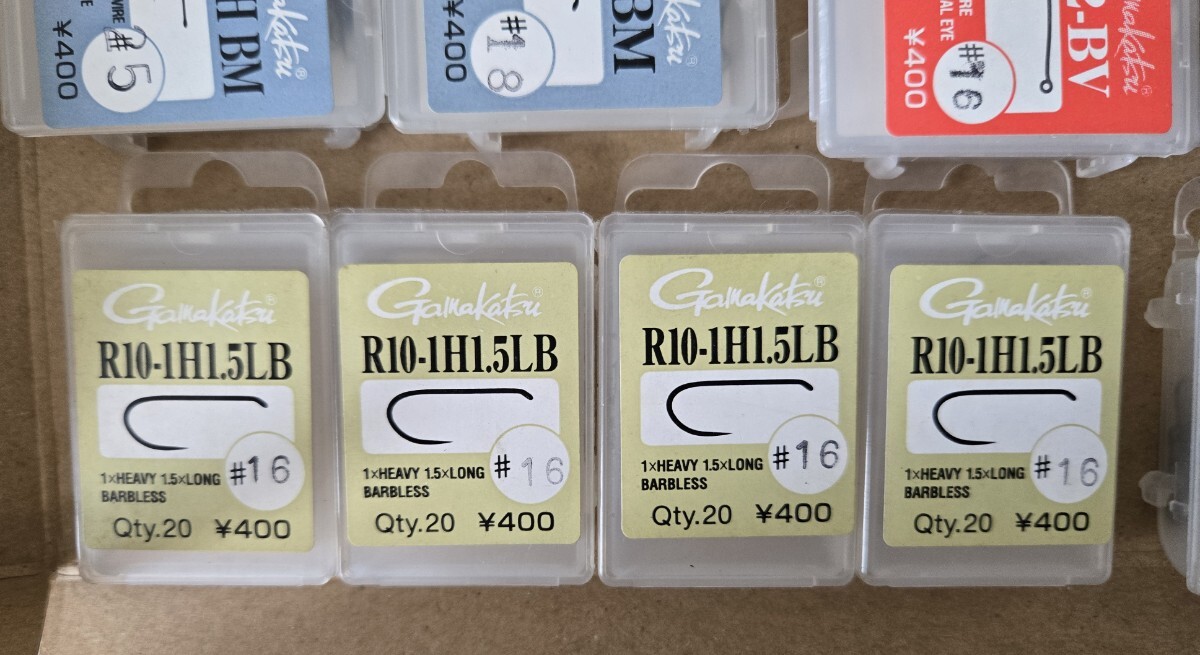 H BM
¥400
BM
#18
¥400
2-BV
#16
¥400
Gamakatsu®
R10-1H1.5LB
1×HEAVY 1.5×LONG
BARBLESS
#16
Qty.20 ¥400
Gamakatsu®
R10-1H1.5LB
1×HEAVY 1.5×LONG
BARBLESS
#16
Qty.20 ¥400
Gamakatsu®
R10-1H1.5LB
1×HEAVY 1.5×LONG
BARBLESS
#16
Qty.20 ¥400
Gamakatsu®
R10-1H1.5LB
1×HEAVY 1.5×LONG
BARBLESS
#16
Qty.20 ¥400